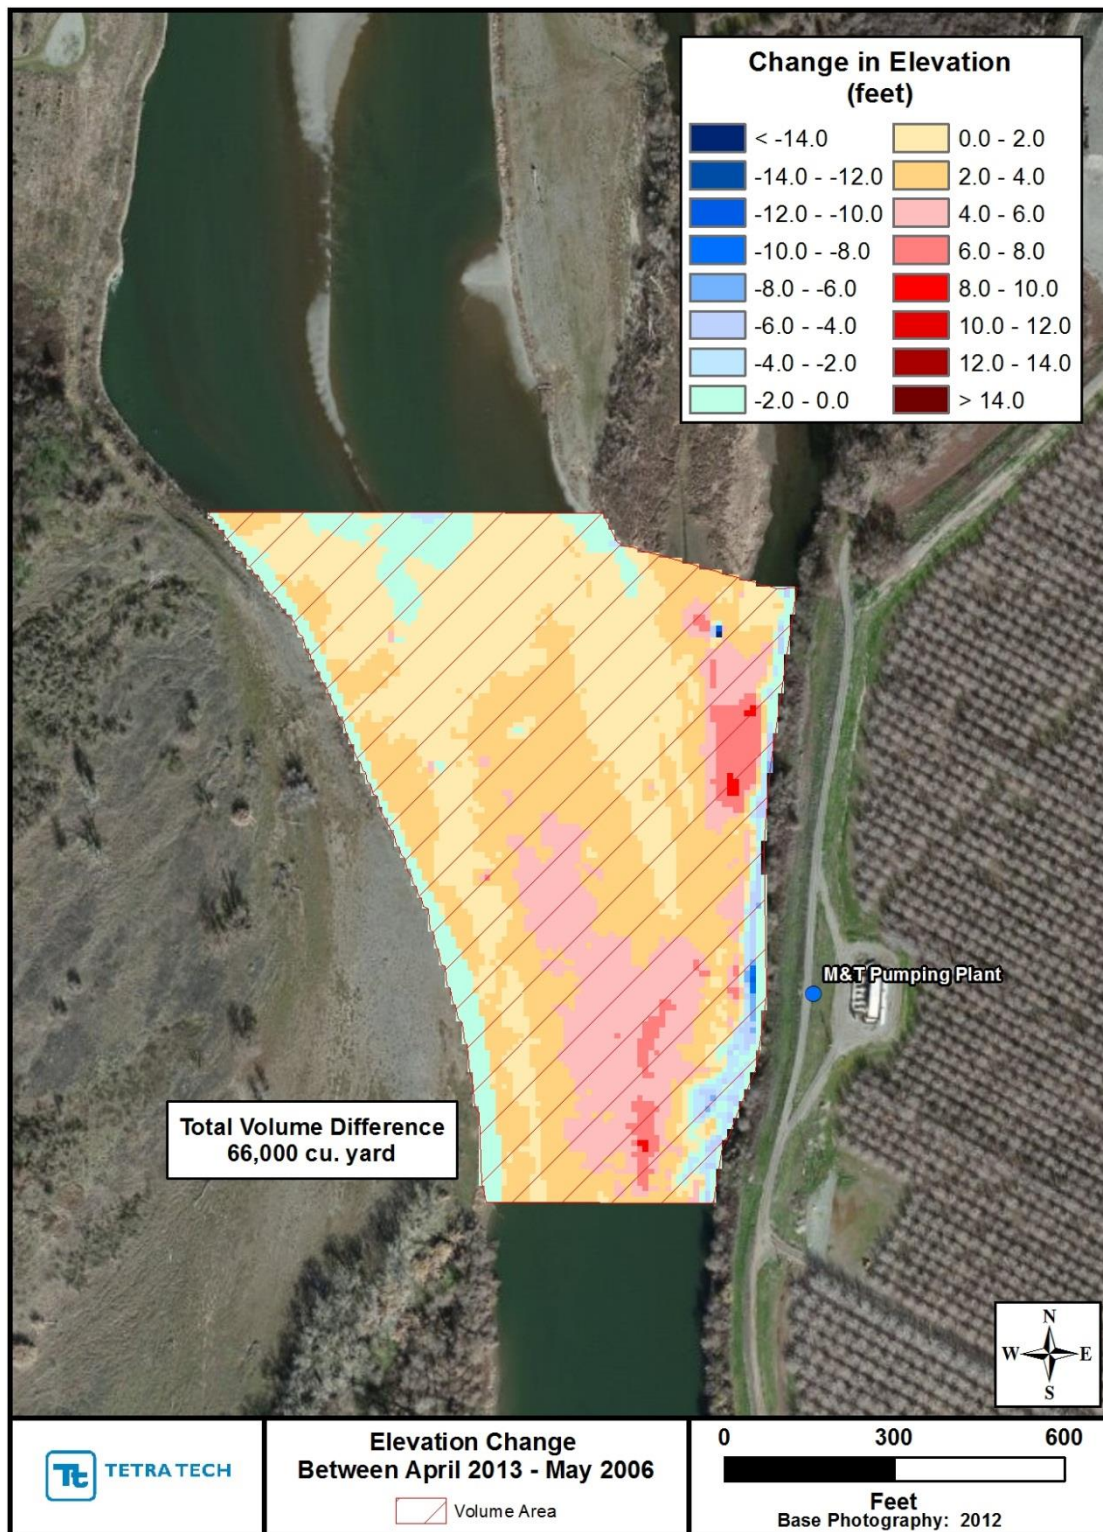 Change in Elevation
(feet)
< -14.0
-14.0 - -12.0
-12.0 - -10.0
-10.0 - -8.0
-8.0 - -6.0
-6.0 - -4.0
-4.0 - -2.0
-2.0 - 0.0
0.0 - 2.0
2.0 - 4.0
4.0 - 6.0
6.0 - 8.0
8.0 - 10.0
10.0 - 12.0
12.0 - 14.0
> 14.0
M&T Pumping Plant
Total Volume Difference
66,000 cu. yard
N
W E
S
Tt TETRA TECH
Elevation Change
Between April 2013 - May 2006
Volume Area
0 300 600
Feet
Base Photography: 2012